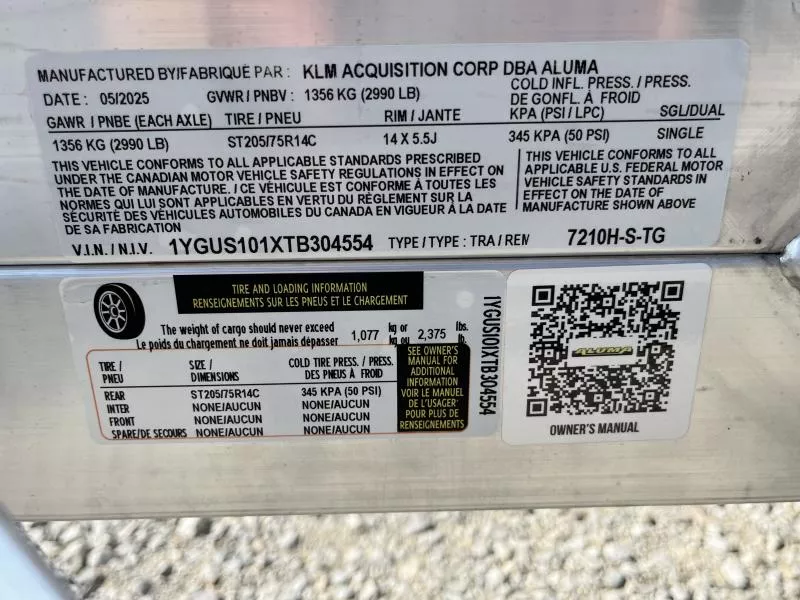 MANUFACTURED BY/FABRIQUÉ PAR : KLM ACQUISITION CORP DBA ALUMA
DATE : 05/2025 GVWR / PNBV : 1356 KG (2990 LB) COLD INFL. PRESS. / PRESS. DE GONFL. À FROID
GAWR / PNBE (EACH AXLE) TIRE / PNEU RIM / JANTE KPA (PSI / LPC) SGL/DUAL
1356 KG (2990 LB) ST205/75R14C 14 X 5.5J 345 KPA (50 PSI) SINGLE
THIS VEHICLE CONFORMS TO ALL APPLICABLE STANDARDS PRESCRIBED
UNDER THE CANADIAN MOTOR VEHICLE SAFETY REGULATIONS IN EFFECT ON
THE DATE OF MANUFACTURE. / CE VÉHICULE EST CONFORME À TOUTES LES
NORMES QUI LUI SONT APPLICABLES EN VERTU DU RÈGLEMENT SUR LA
SÉCURITÉ DES VÉHICULES AUTOMOBILES DU CANADA EN VIGUEUR À LA DATE
DE SA FABRICATION
THIS VEHICLE CONFORMS TO ALL
APPLICABLE U.S. FEDERAL MOTOR
VEHICLE SAFETY STANDARDS IN
EFFECT ON THE DATE OF
MANUFACTURE SHOWN ABOVE
V.I.N. / N.I.V. 1YGUS101XTB304554 TYPE / TYPE : TRA / REM 7210H-S-TG
TIRE AND LOADING INFORMATION
RENSEIGNEMENTS SUR LES PNEUS ET LE CHARGEMENT
The weight of cargo should never exceed
Le poids du chargement ne doit jamais dépasser
1,077 kg or 2,375 lbs.
kg ou lb.
TIRE / PNEU SIZE / DIMENSIONS COLD TIRE PRESS. / PRESS. DES PNEUS À FROID
REAR ST205/75R14C 345 KPA (50 PSI)
INTER NONE/AUCUN NONE/AUCUN
FRONT NONE/AUCUN NONE/AUCUN
SPARE/DE SECOURS NONE/AUCUN NONE/AUCUN
SEE OWNER'S
MANUAL FOR
ADDITIONAL
INFORMATION
VOIR LE MANUEL
DE L'USAGER
POUR PLUS DE
RENSEIGNEMENTS
1YGUS101XTB304554
ALUMA
OWNER'S MANUAL